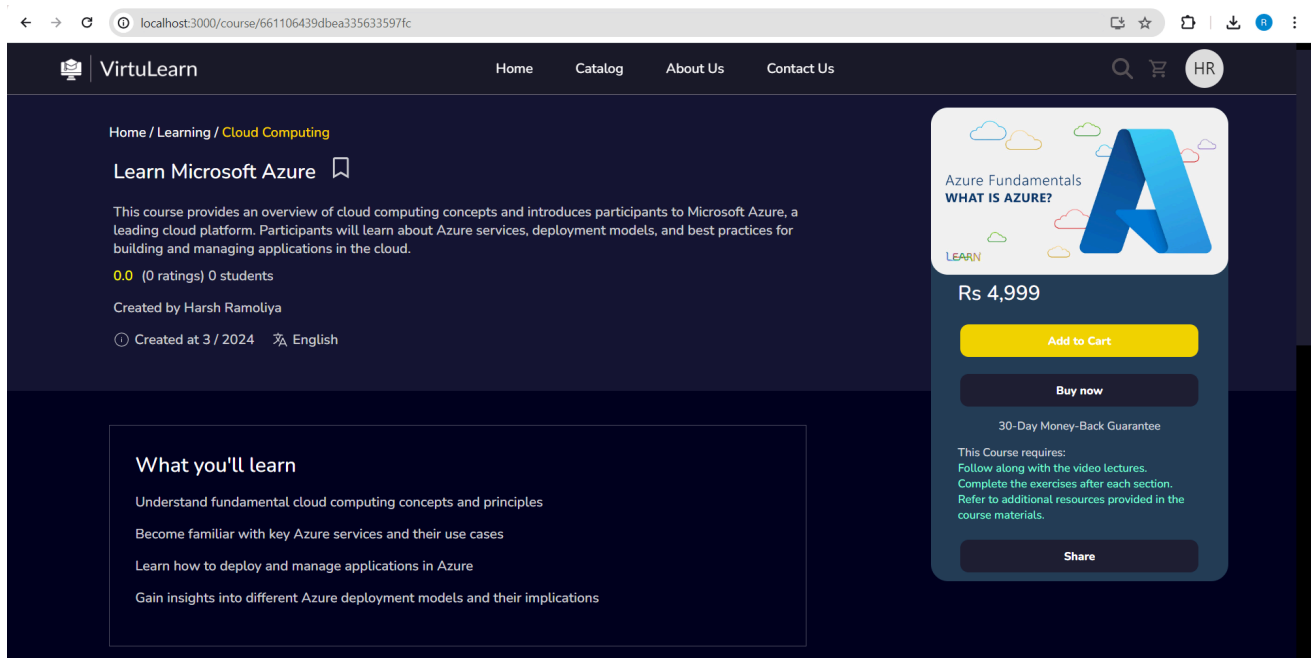 localhost:3000/course/661106439dbea335633597fc
R
VirtuLearn
Home
Catalog
About Us
Contact Us
HR
Home / Learning / Cloud Computing
Learn Microsoft Azure
This course provides an overview of cloud computing concepts and introduces participants to Microsoft Azure, a
leading cloud platform. Participants will learn about Azure services, deployment models, and best practices for
building and managing applications in the cloud.
0.0 (0 ratings) 0 students
Created by Harsh Ramoliya
Created at 3 / 2024
English
What you'll learn
Understand fundamental cloud computing concepts and principles
Become familiar with key Azure services and their use cases
Learn how to deploy and manage applications in Azure
Gain insights into different Azure deployment models and their implications
Azure Fundamentals
WHAT IS AZURE?
LEARN
Rs 4,999
Add to Cart
Buy now
30-Day Money-Back Guarantee
This Course requires:
Follow along with the video lectures.
Complete the exercises after each section.
Refer to additional resources provided in the
course materials.
Share